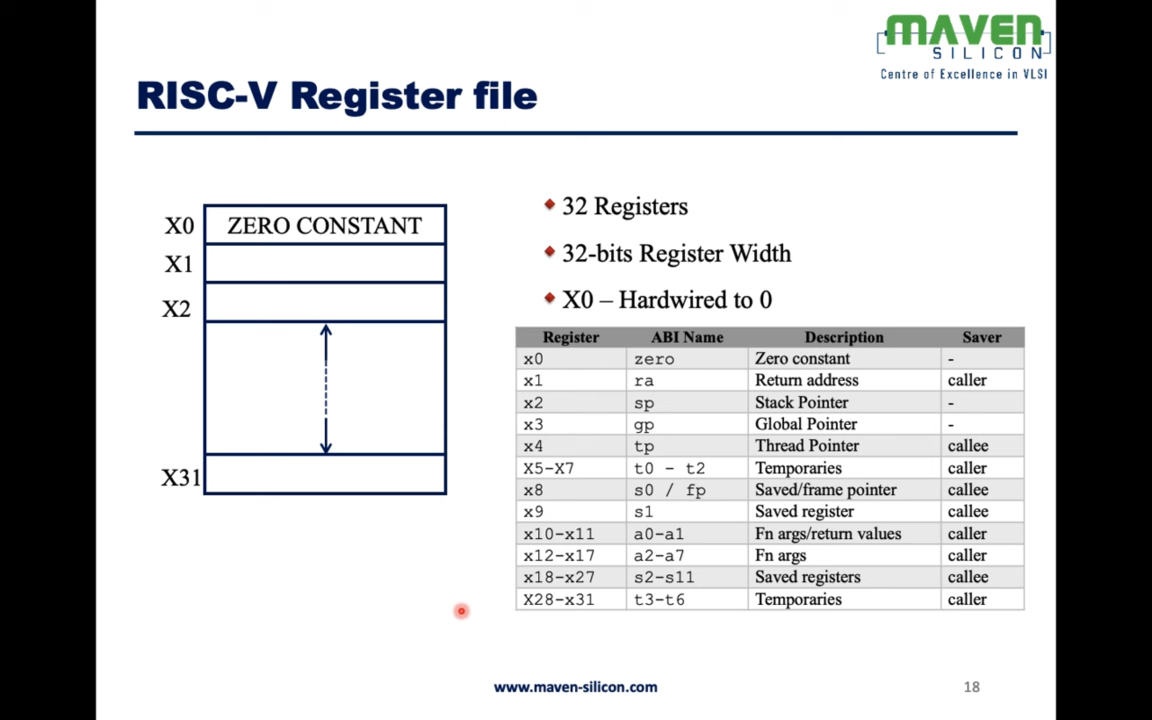 MAVEN
SILICON
Centre of Excellence in VLSI
RISC-V Register file
X0 ZERO CONSTANT
X1
X2
X31
32 Registers
32-bits Register Width
X0 – Hardwired to 0
Register ABI Name Description Saver
x0 zero Zero constant -
x1 ra Return address caller
x2 sp Stack Pointer -
x3 gp Global Pointer -
x4 tp Thread Pointer callee
X5-X7 t0 - t2 Temporaries caller
x8 s0 / fp Saved/frame pointer callee
x9 s1 Saved register callee
x10-x11 a0-a1 Fn args/return values caller
x12-x17 a2-a7 Fn args caller
x18-x27 s2-s11 Saved registers callee
X28-x31 t3-t6 Temporaries caller
www.maven-silicon.com
18